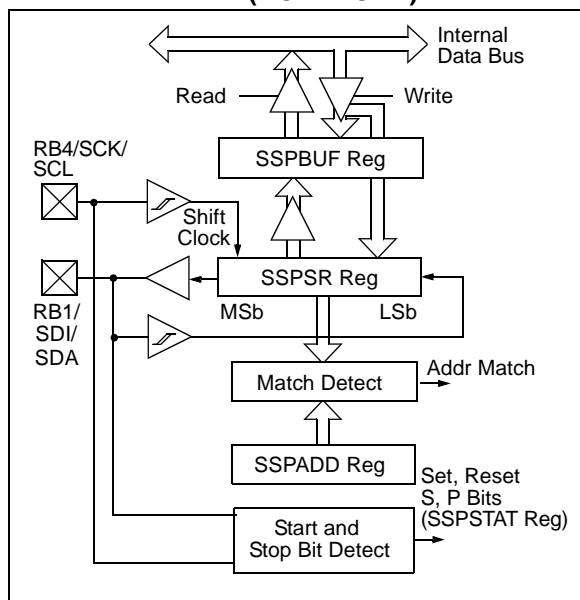 Internal
Data Bus
Read
Write
RB4/SCK/
SCL
SSPBUF Reg
Shift
Clock
SSPSR Reg
MSb
LSb
RB1/
SDI/
SDA
Match Detect
Addr Match
SSPADD Reg
Set, Reset
S, P Bits
(SSPSTAT Reg)
Start and
Stop Bit Detect